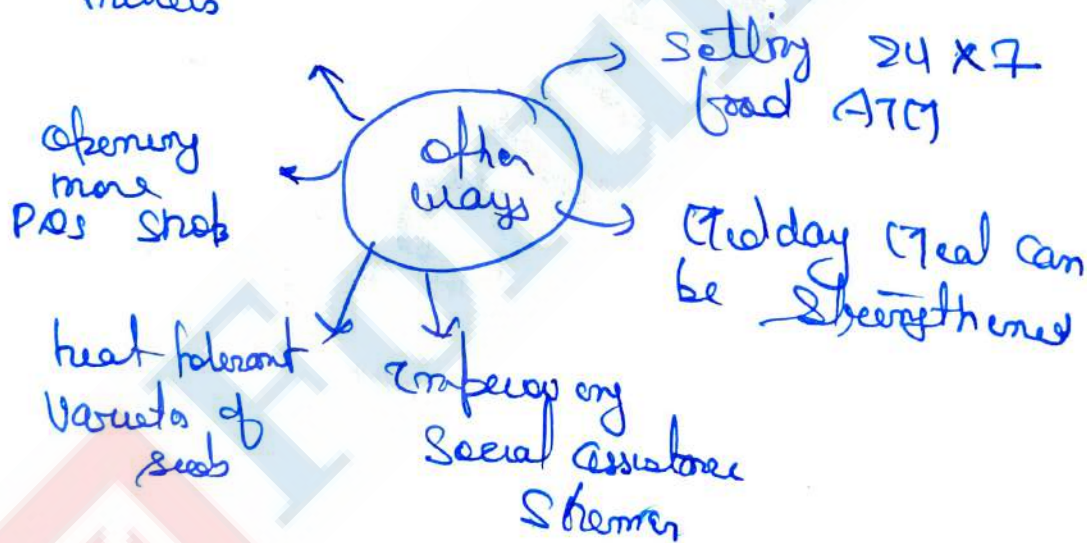 Setting 24 x 7
food ATM
opening
more
PDS shop
other
ways
Midday Meal can
be strengthened
heat tolerant
varieties of
seeds
Improving
Social assistance
Schemes